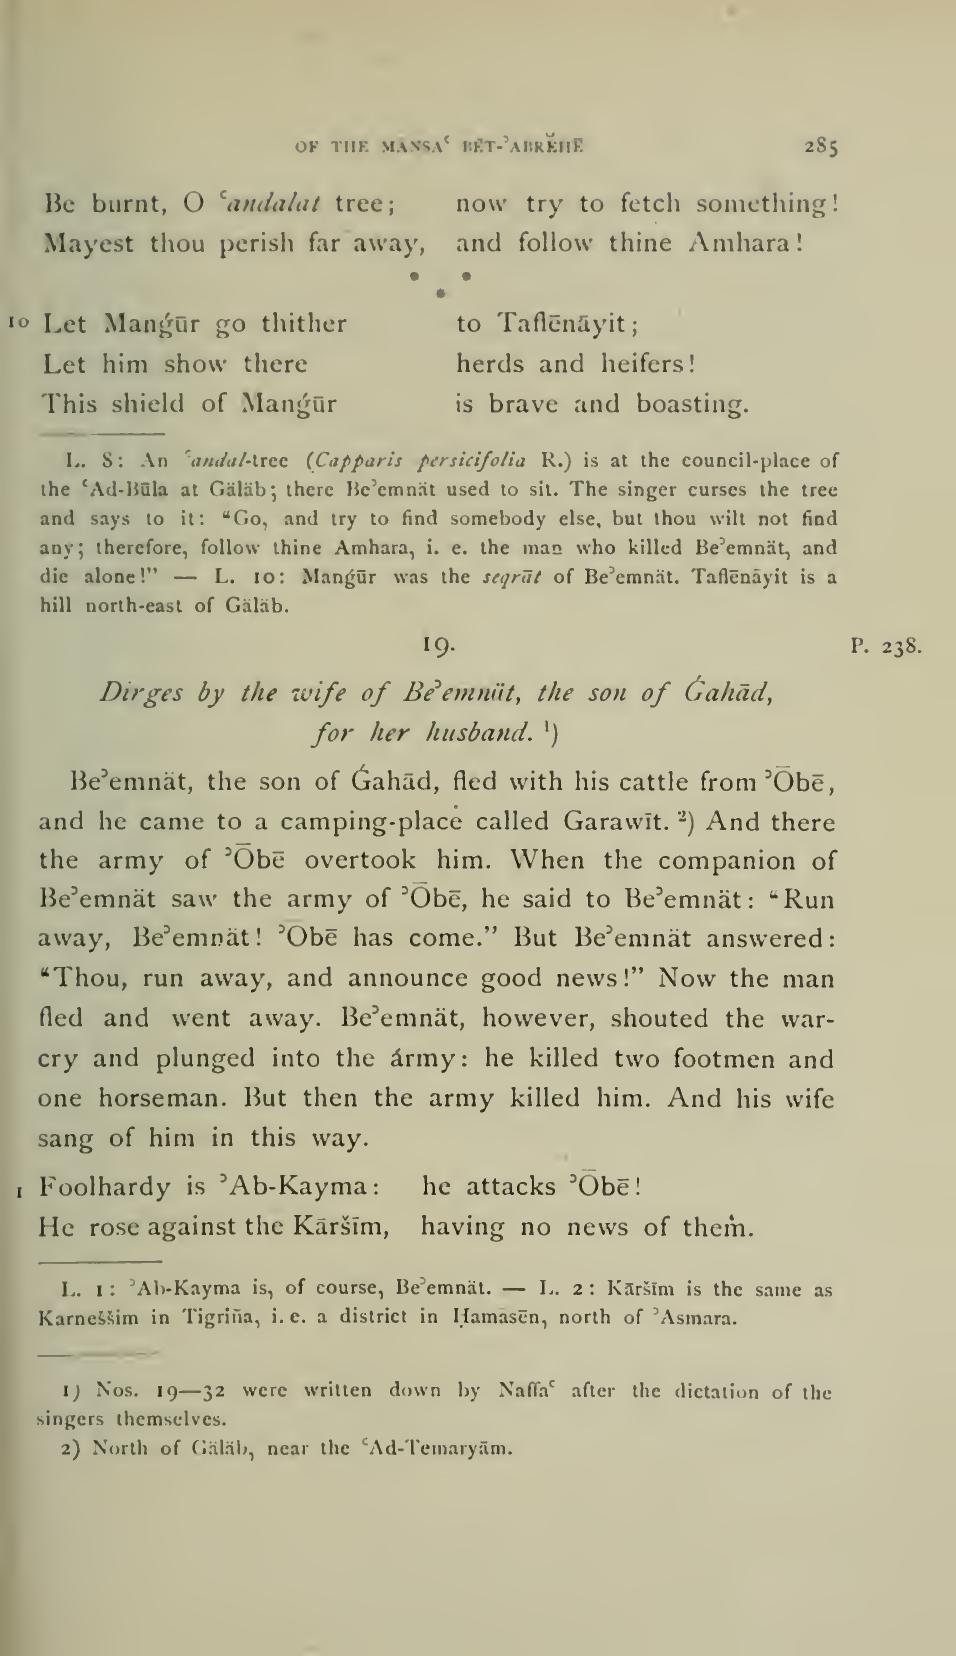 OF THE MÄNSAʿ BĒT-ʾABRĔHĒ 285
Be burnt, O ʿandalat tree; now try to fetch something!
Mayest thou perish far away, and follow thine Amhara!
10 Let Manǵūr go thither to Taflēnāyit;
Let him show there herds and heifers!
This shield of Manǵūr is brave and boasting.
L. 8: An ʿandal-tree (Capparis persicifolia R.) is at the council-place of
the ʿAd-Būla at Gäläb; there Beʾemnät used to sit. The singer curses the tree
and says to it: “Go, and try to find somebody else, but thou wilt not find
any; therefore, follow thine Amhara, i. e. the man who killed Beʾemnät, and
die alone!” — L. 10: Manǵūr was the seqrāt of Beʾemnät. Taflēnāyit is a
hill north-east of Gäläb.
19. P. 238.
Dirges by the wife of Beʾemnät, the son of Ǵahād,
for her husband. ¹)
Beʾemnät, the son of Ǵahād, fled with his cattle from ʾŌbē,
and he came to a camping-place called Garawīt. ²) And there
the army of ʾŌbē overtook him. When the companion of
Beʾemnät saw the army of ʾŌbē, he said to Beʾemnät: “Run
away, Beʾemnät! ʾŌbē has come.” But Beʾemnät answered:
“Thou, run away, and announce good news!” Now the man
fled and went away. Beʾemnät, however, shouted the war-
cry and plunged into the army: he killed two footmen and
one horseman. But then the army killed him. And his wife
sang of him in this way.
1 Foolhardy is ʾAb-Kayma: he attacks ʾŌbē!
He rose against the Kāršīm, having no news of them.
L. 1: ʾAb-Kayma is, of course, Beʾemnät. — L. 2: Kāršīm is the same as
Karneššim in Tigriña, i. e. a district in Ḥamāsēn, north of ʾAsmara.
1) Nos. 19—32 were written down by Naffaʿ after the dictation of the
singers themselves.
2) North of Gäläb, near the ʿAd-Temaryām.